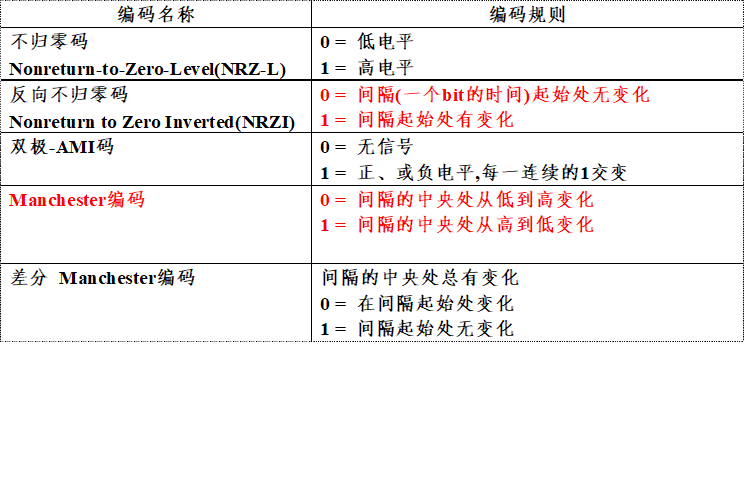 编码名称 编码规则
不归零码 0 = 低电平
Nonreturn-to-Zero-Level(NRZ-L) 1 = 高电平
反向不归零码 0 = 间隔(一个bit的时间)起始处无变化
Nonreturn to Zero Inverted(NRZI) 1 = 间隔起始处有变化
双极-AMI码 0 = 无信号
1 = 正、或负电平,每一连续的1交变
Manchester编码 0 = 间隔的中央处从低到高变化
1 = 间隔的中央处从高到低变化
差分 Manchester编码 间隔的中央处总有变化
0 = 在间隔起始处变化
1 = 间隔起始处无变化